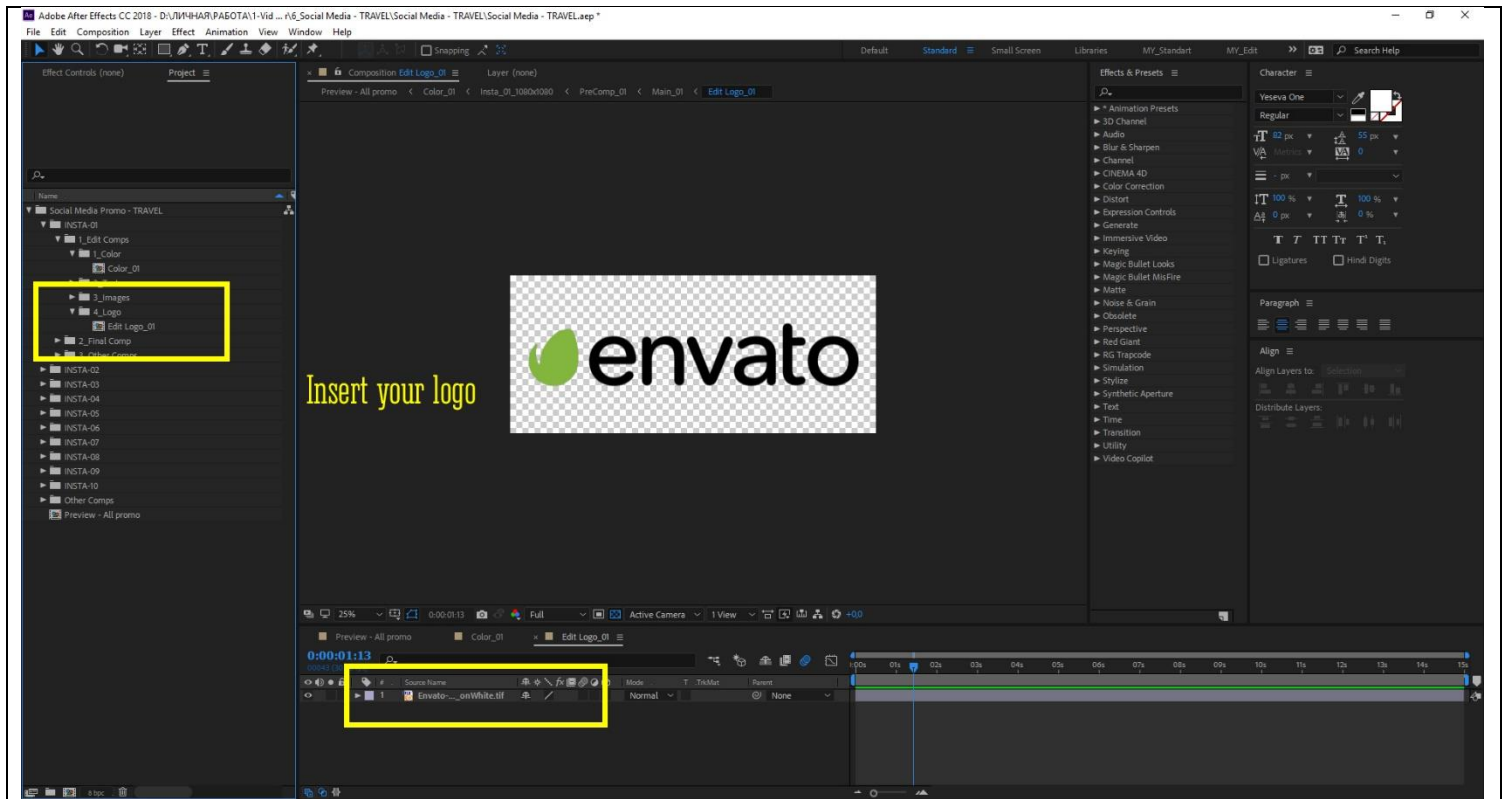 Adobe After Effects CC 2018 - D:\ЛИЧНАЯ\РАБОТА\1-Vid ... r\6_Social Media - TRAVEL\Social Media - TRAVEL\Social Media - TRAVEL.aep *
File Edit Composition Layer Effect Animation View Window Help
Snapping
Default Standard Small Screen Libraries MY_Standart MY_Edit Search Help
Effect Controls (none) Project
Composition Edit Logo_01 Layer (none)
Preview - All promo Color_01 Insta_01_1080x1080 PreComp_01 Main_01 Edit Logo_01
Name
Social Media Promo - TRAVEL
INSTA-01
1_Edit Comps
1_Color
Color_01
3_Images
4_Logo
Edit Logo_01
2_Final Comp
3_Other Comps
INSTA-02
INSTA-03
INSTA-04
INSTA-05
INSTA-06
INSTA-07
INSTA-08
INSTA-09
INSTA-10
Other Comps
Preview - All promo
8 bpc
envato
Insert your logo
25% 0:00:01:13 Full Active Camera 1 View +0,0
Effects & Presets
* Animation Presets
3D Channel
Audio
Blur & Sharpen
Channel
CINEMA 4D
Color Correction
Distort
Expression Controls
Generate
Immersive Video
Keying
Magic Bullet Looks
Magic Bullet MisFire
Matte
Noise & Grain
Obsolete
Perspective
Red Giant
RG Trapcode
Simulation
Stylize
Synthetic Aperture
Text
Time
Transition
Utility
Video Copilot
Character
Yeseva One
Regular
82 px 55 px
Metrics 0
- px
100 % 100 %
0 px 0 %
T T TT Tт T¹ T₁
Ligatures Hindi Digits
Paragraph
Align
Align Layers to: Selection
Distribute Layers:
Preview - All promo Color_01 Edit Logo_01
0:00:01:13
# Source Name Mode T TrkMat Parent
1 Envato-..._onWhite.tif Normal None
01s 02s 03s 04s 05s 06s 07s 08s 09s 10s 11s 12s 13s 14s 15s